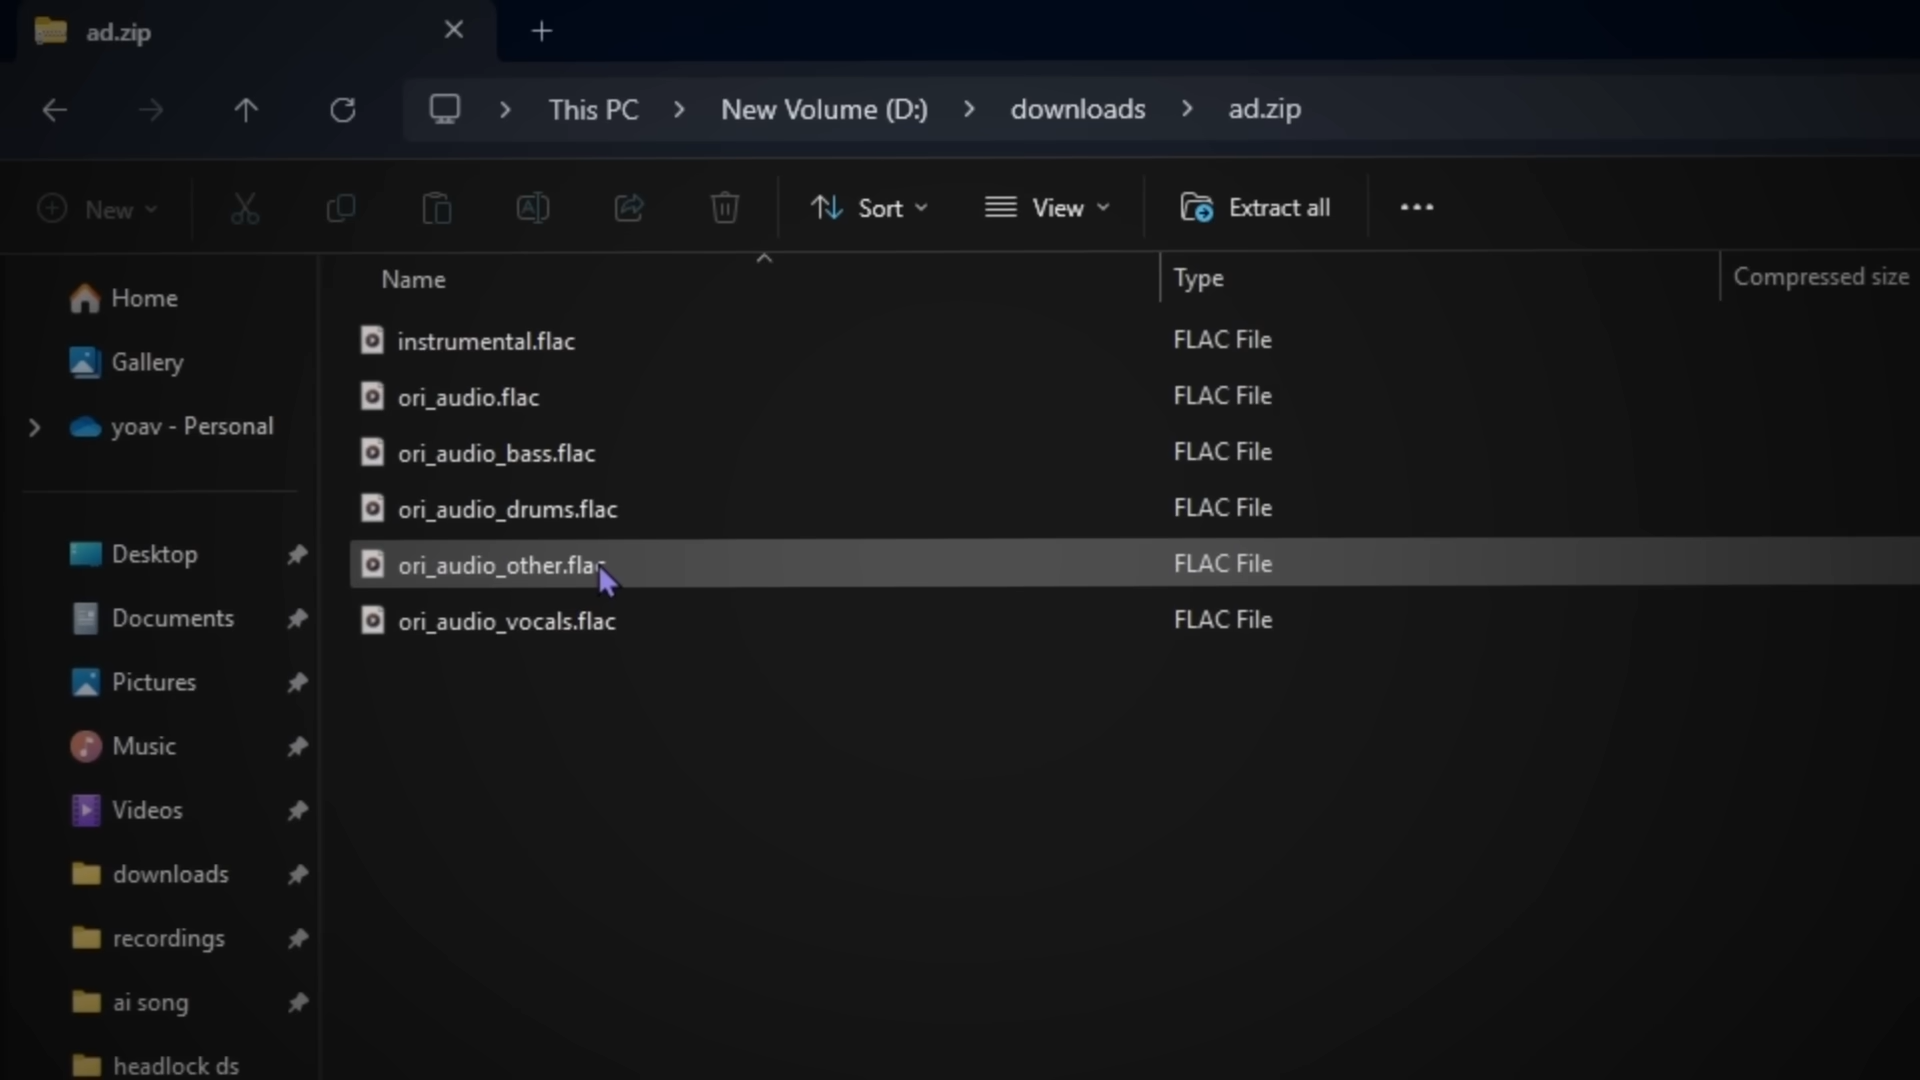 ad.zip
This PC > New Volume (D:) > downloads > ad.zip
New Sort View Extract all
Name Type Compressed size
Home
Gallery
yoav - Personal
Desktop
Documents
Pictures
Music
Videos
downloads
recordings
ai song
headlock ds
instrumental.flac FLAC File
ori_audio.flac FLAC File
ori_audio_bass.flac FLAC File
ori_audio_drums.flac FLAC File
ori_audio_other.flac FLAC File
ori_audio_vocals.flac FLAC File